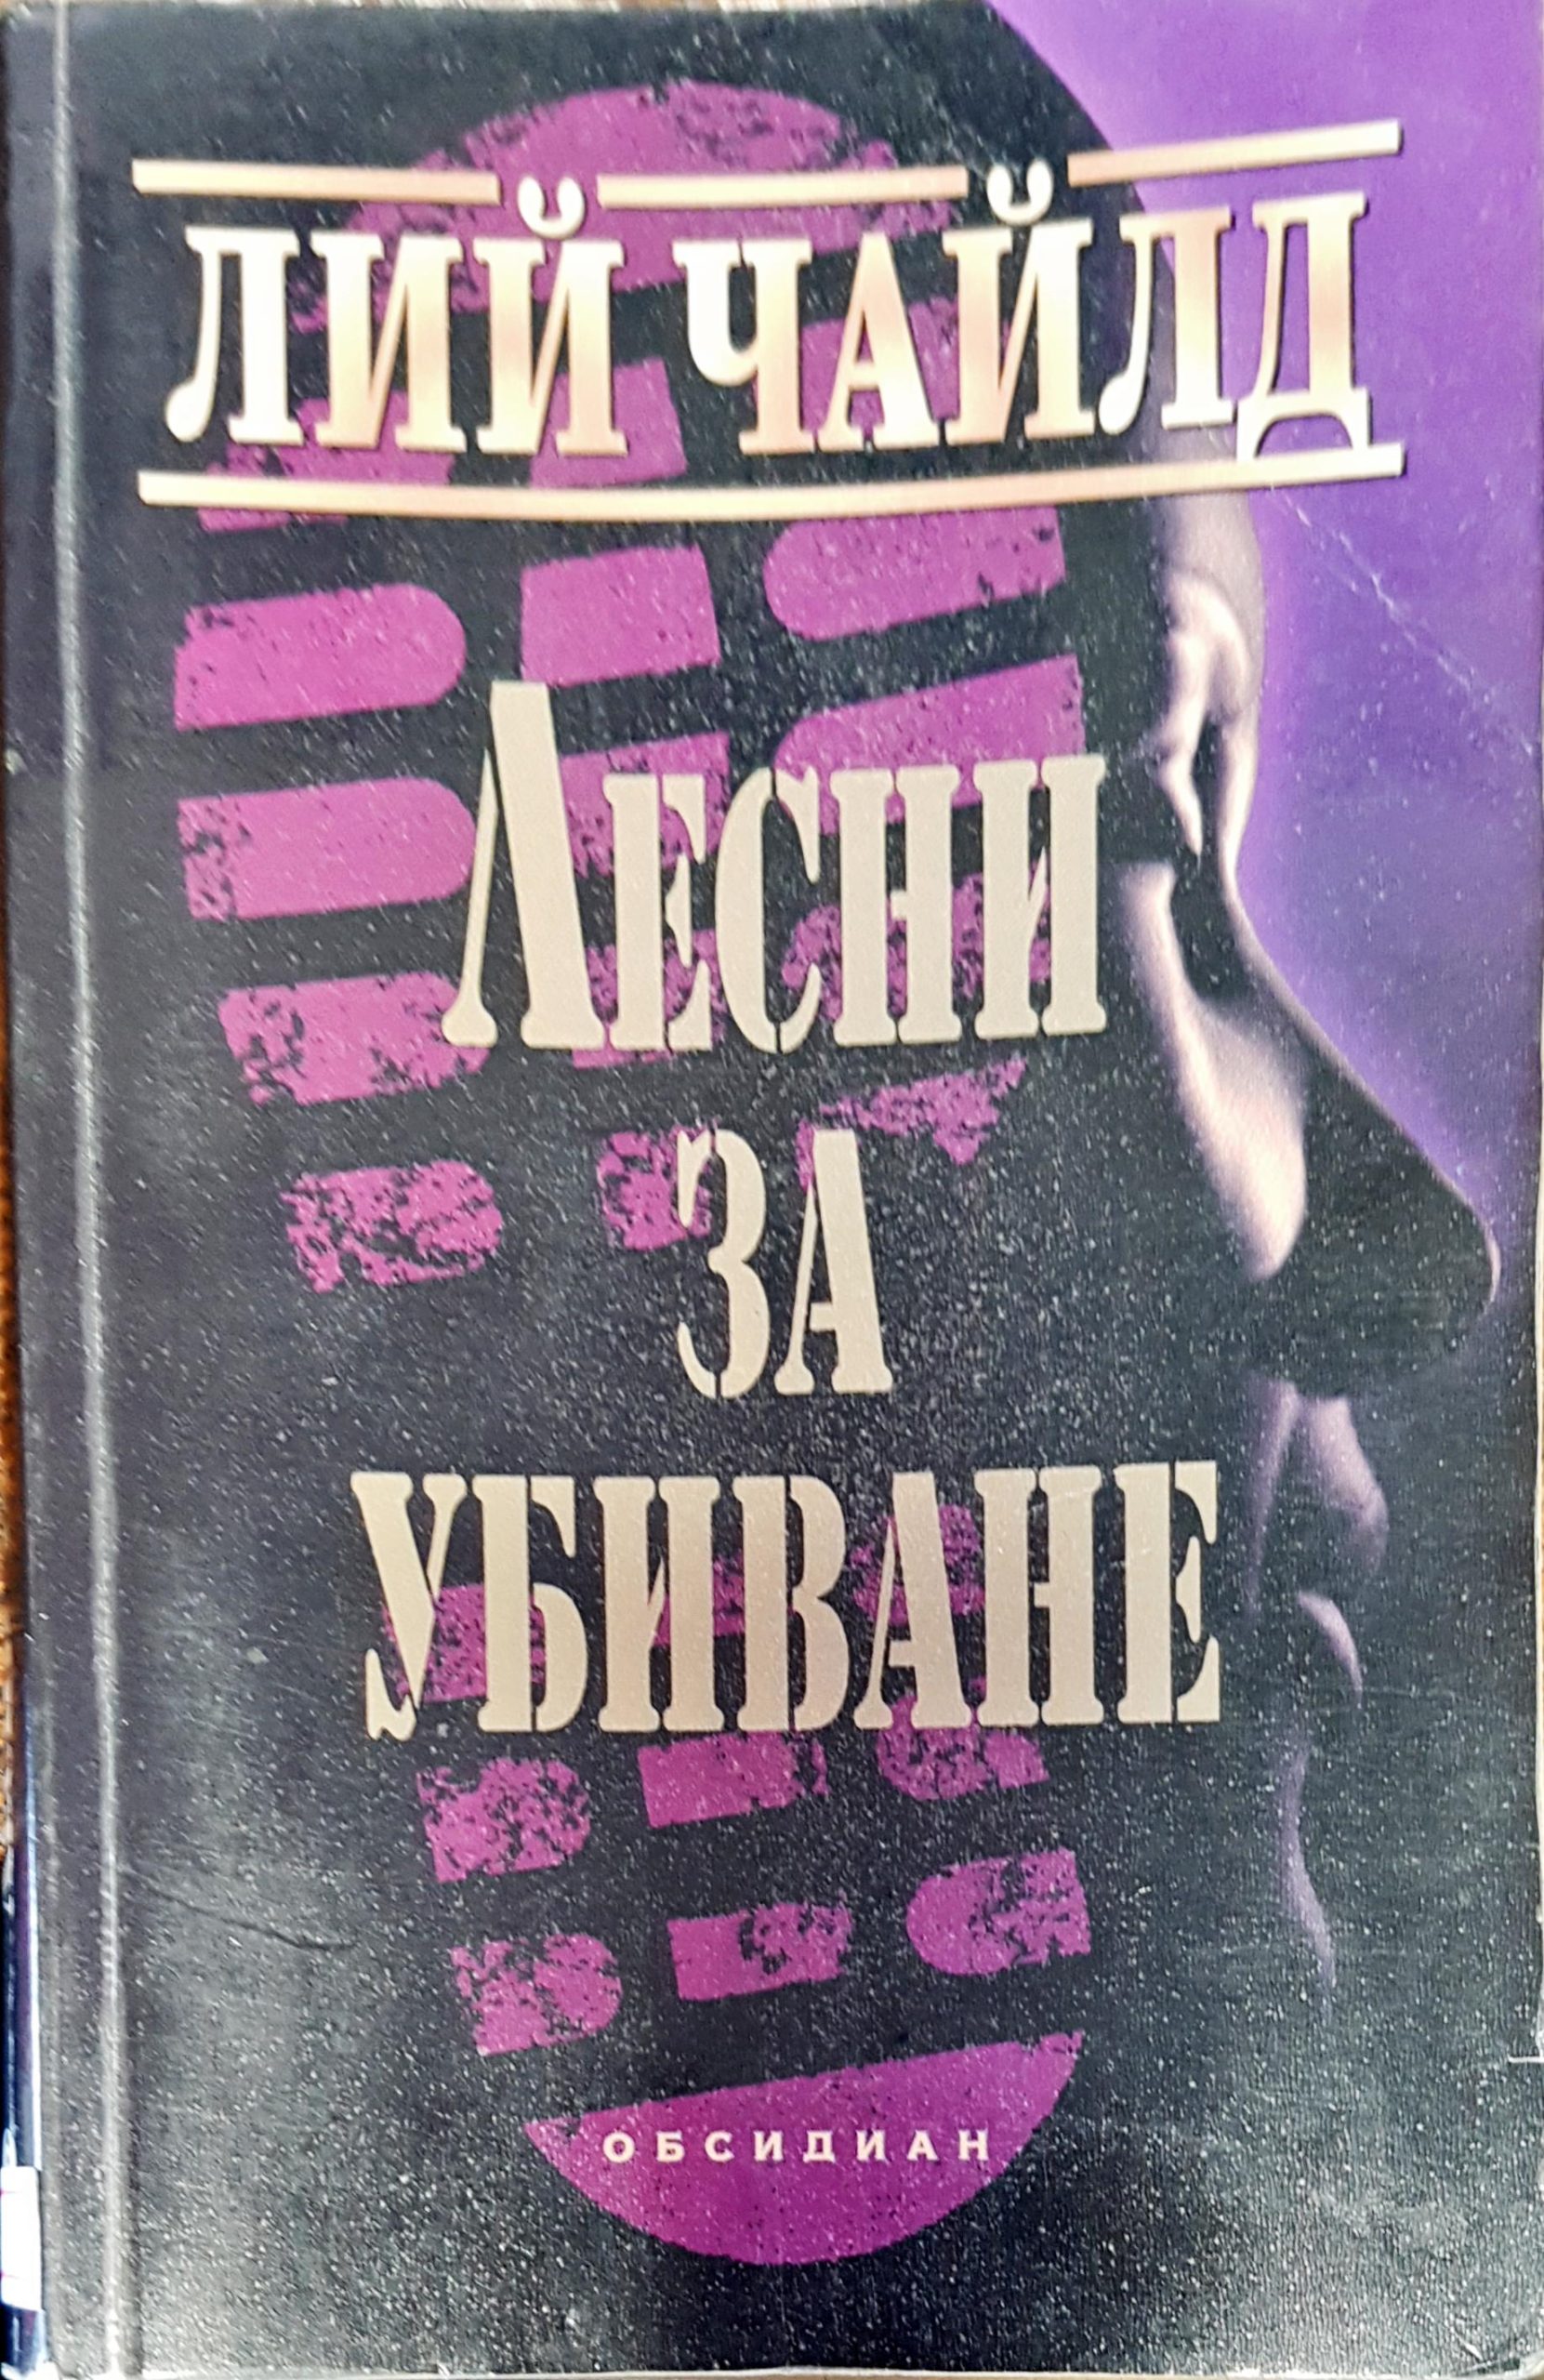 ЛИЙ ЧАЙЛД
ЛЕСНИ
ЗА
УБИВАНЕ
ОБСИДИАН